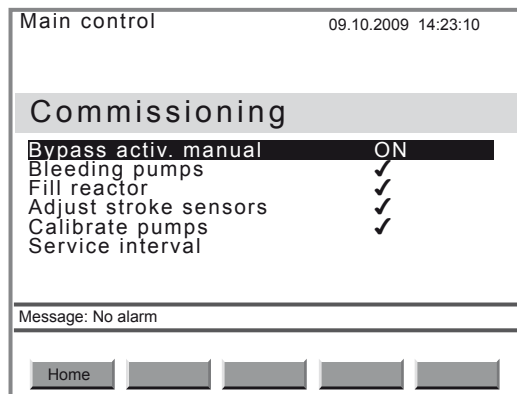 Main control 09.10.2009 14:23:10
Commissioning
Bypass activ. manual ON
Bleeding pumps ✓
Fill reactor ✓
Adjust stroke sensors ✓
Calibrate pumps ✓
Service interval
Message: No alarm
Home